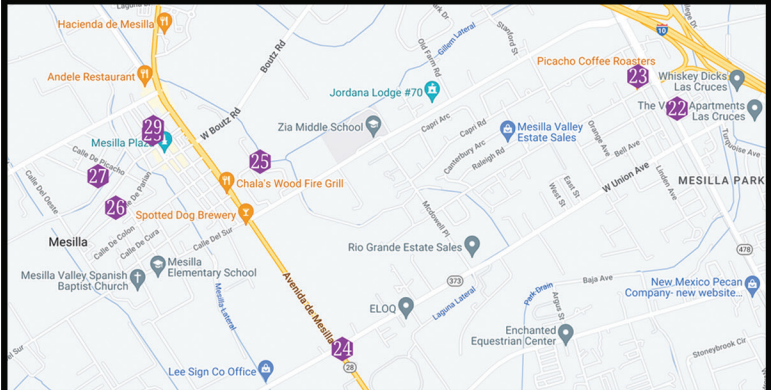 Hacienda de Mesilla
Andele Restaurant
Boutz Rd
W Boutz Rd
Old Farm Rd
Gillem Lateral
Stanford St
10
Picacho Coffee Roasters
23
Whiskey Dicks
Las Cruces
22
Apartments
Las Cruces
Jordana Lodge #70
Zia Middle School
Capri Arc
Capri Rd
Canterbury Arc
Raleigh Rd
Mesilla Valley
Estate Sales
Orange Ave
Bell Ave
Turquoise Ave
Linden Ave
W Union Ave
MESILLA PARK
29
Calle De Picacho
25
27
26
Chala's Wood Fire Grill
Spotted Dog Brewery
Calle Del Oeste
Calle De Colon
Calle De Cura
Calle Del Sur
Mesilla
Mesilla
Elementary School
Mesilla Valley Spanish
Baptist Church
Mesilla Lateral
Avenida de Mesilla
Mcdowell Pl
East St
West St
Rio Grande Estate Sales
373
478
Laguna Lateral
Park Drain
Argus St
Baja Ave
New Mexico Pecan
Company- new website...
ELOQ
Enchanted
Equestrian Center
Stoneybrook Cir
24
28
Lee Sign Co Office